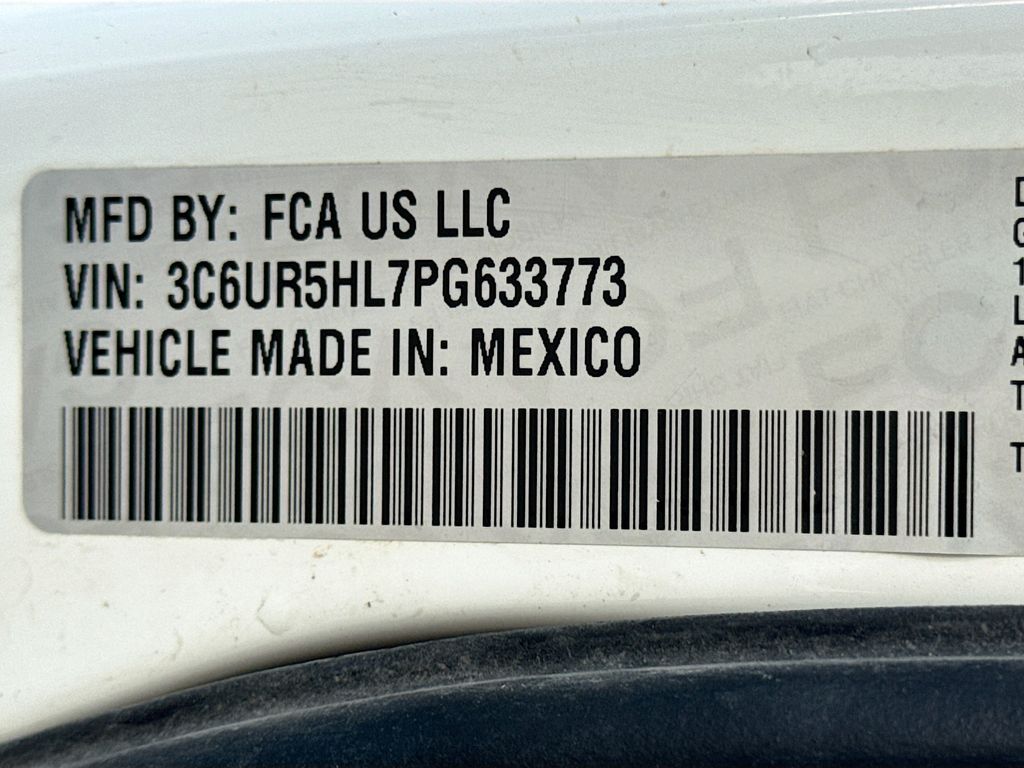 MFD BY: FCA US LLC
VIN: 3C6UR5HL7PG633773
VEHICLE MADE IN: MEXICO